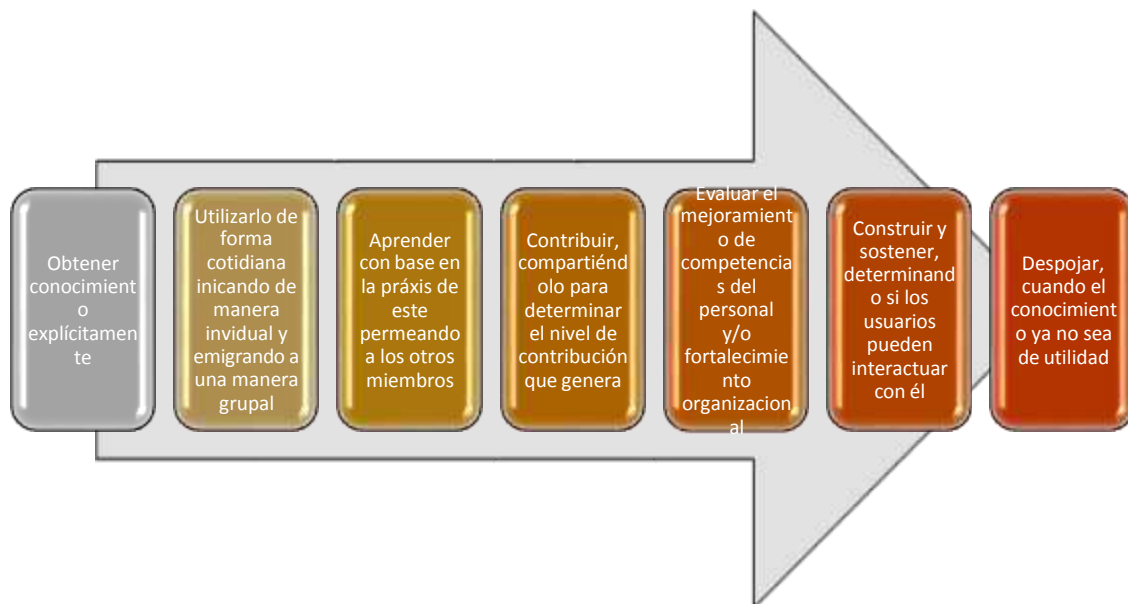 Obtener
conocimient
o
explícitamen
te
Utilizarlo de
forma
cotidiana
inicando de
manera
invidual y
emigrando a
una manera
grupal
Aprender
con base en
la práxis de
este
permeando
a los otros
miembros
Contribuir,
compartiénd
olo para
determinar
el nivel de
contribución
que genera
Evaluar el
mejoramient
o de
competencia
s del
personal
y/o
fortalecimie
nto
organizacion
al
Construir y
sostener,
determinand
o si los
usuarios
pueden
interactuar
con él
Despojar,
cuando el
conocimient
o ya no sea
de utilidad